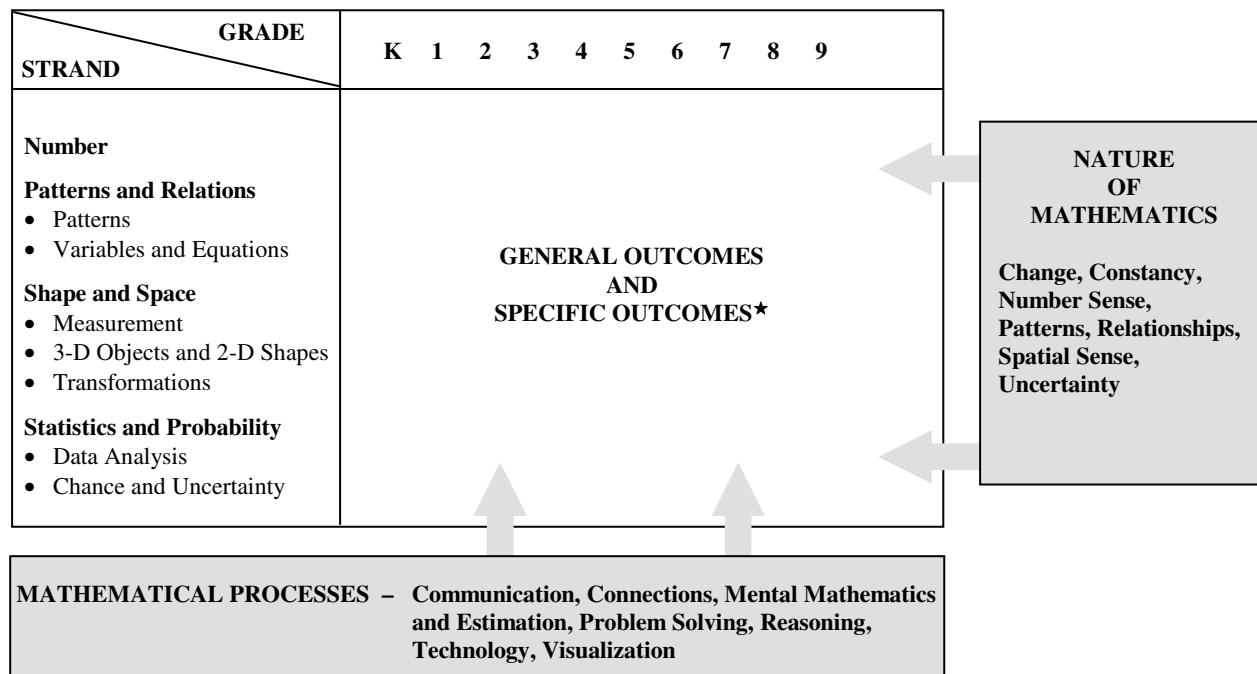 GRADE
STRAND
K 1 2 3 4 5 6 7 8 9
Number
Patterns and Relations
• Patterns
• Variables and Equations
Shape and Space
• Measurement
• 3-D Objects and 2-D Shapes
• Transformations
Statistics and Probability
• Data Analysis
• Chance and Uncertainty
GENERAL OUTCOMES
AND
SPECIFIC OUTCOMES★
NATURE
OF
MATHEMATICS
Change, Constancy,
Number Sense,
Patterns, Relationships,
Spatial Sense,
Uncertainty
MATHEMATICAL PROCESSES – Communication, Connections, Mental Mathematics
and Estimation, Problem Solving, Reasoning,
Technology, Visualization